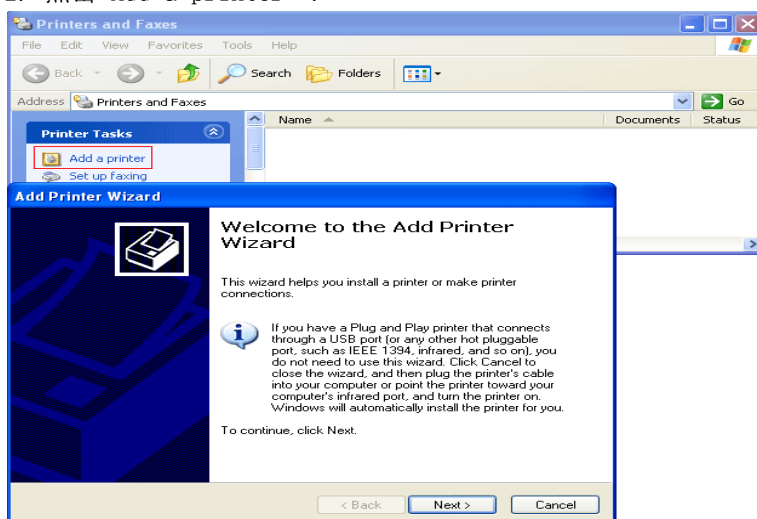 2. 点击"Add a printer".
Printers and Faxes
File Edit View Favorites Tools Help
Back Search Folders
Address Printers and Faxes Go
Name Documents Status
Printer Tasks
Add a printer
Set up faxing
Add Printer Wizard
Welcome to the Add Printer
Wizard
This wizard helps you install a printer or make printer
connections.
If you have a Plug and Play printer that connects
through a USB port (or any other hot pluggable
port, such as IEEE 1394, infrared, and so on), you
do not need to use this wizard. Click Cancel to
close the wizard, and then plug the printer's cable
into your computer or point the printer toward your
computer's infrared port, and turn the printer on.
Windows will automatically install the printer for you.
To continue, click Next.
< Back Next > Cancel